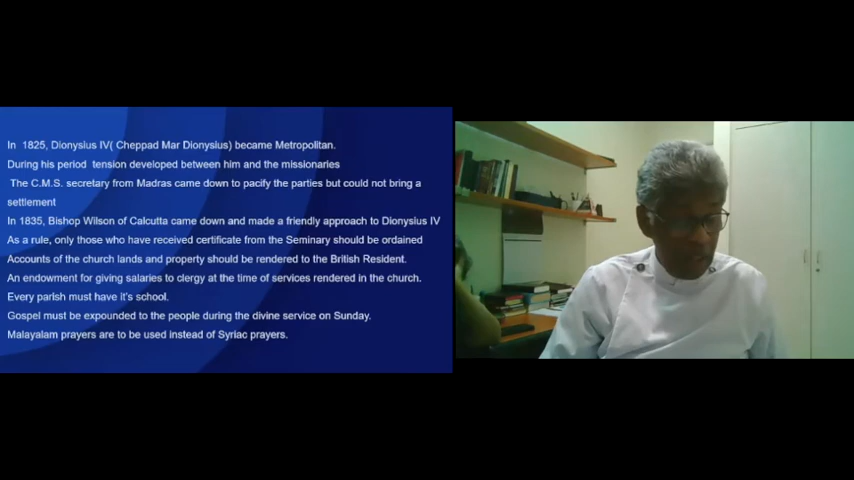 In 1825, Dionysius IV( Cheppad Mar Dionysius) became Metropolitan.
During his period tension developed between him and the missionaries
The C.M.S. secretary from Madras came down to pacify the parties but could not bring a
settlement
In 1835, Bishop Wilson of Calcutta came down and made a friendly approach to Dionysius IV
As a rule, only those who have received certificate from the Seminary should be ordained
Accounts of the church lands and property should be rendered to the British Resident.
An endowment for giving salaries to clergy at the time of services rendered in the church.
Every parish must have it's school.
Gospel must be expounded to the people during the divine service on Sunday.
Malayalam prayers are to be used instead of Syriac prayers.